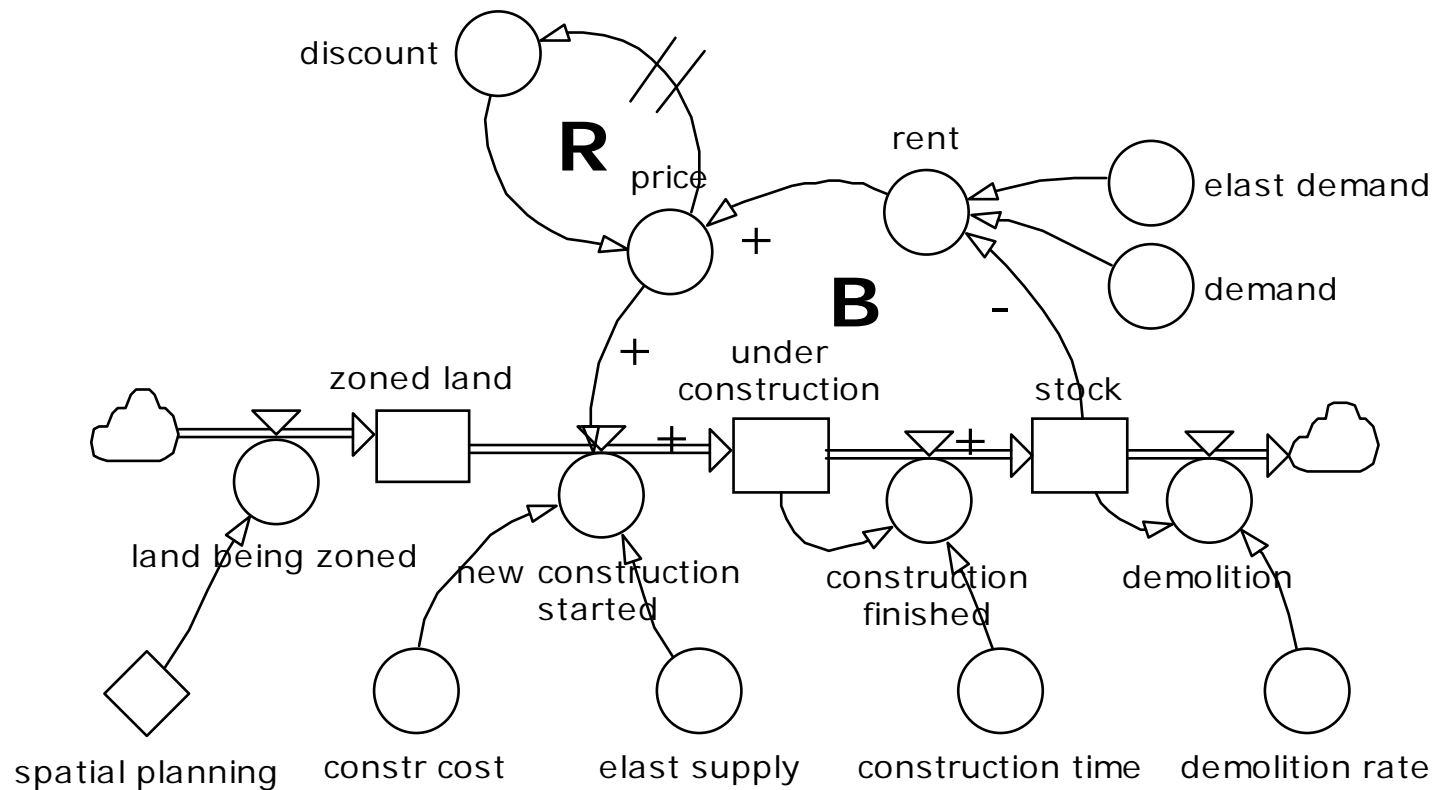 discount
R
price
rent
elast demand
demand
+
B
-
+
under
construction
zoned land
stock
+
+
land being zoned
new construction
started
construction
finished
demolition
spatial planning
constr cost
elast supply
construction time
demolition rate